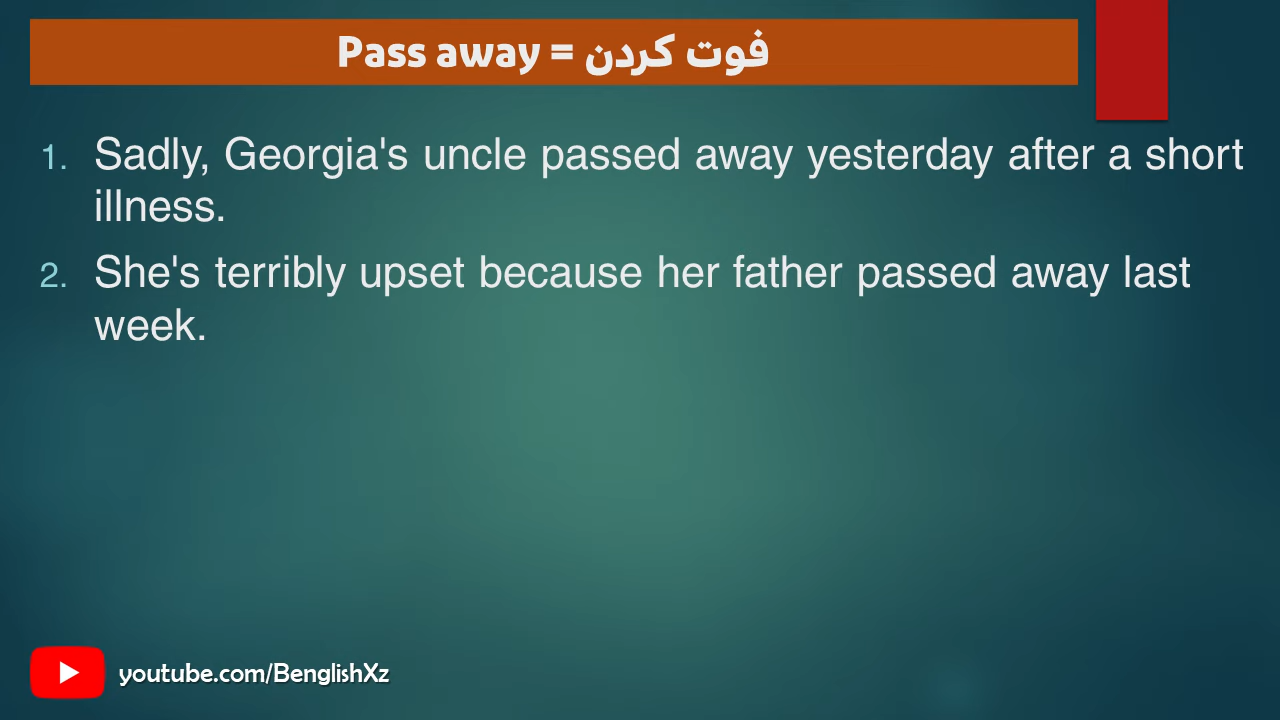 Pass away = فوت کردن
1. Sadly, Georgia's uncle passed away yesterday after a short
illness.
2. She's terribly upset because her father passed away last
week.
youtube.com/BenglishXz